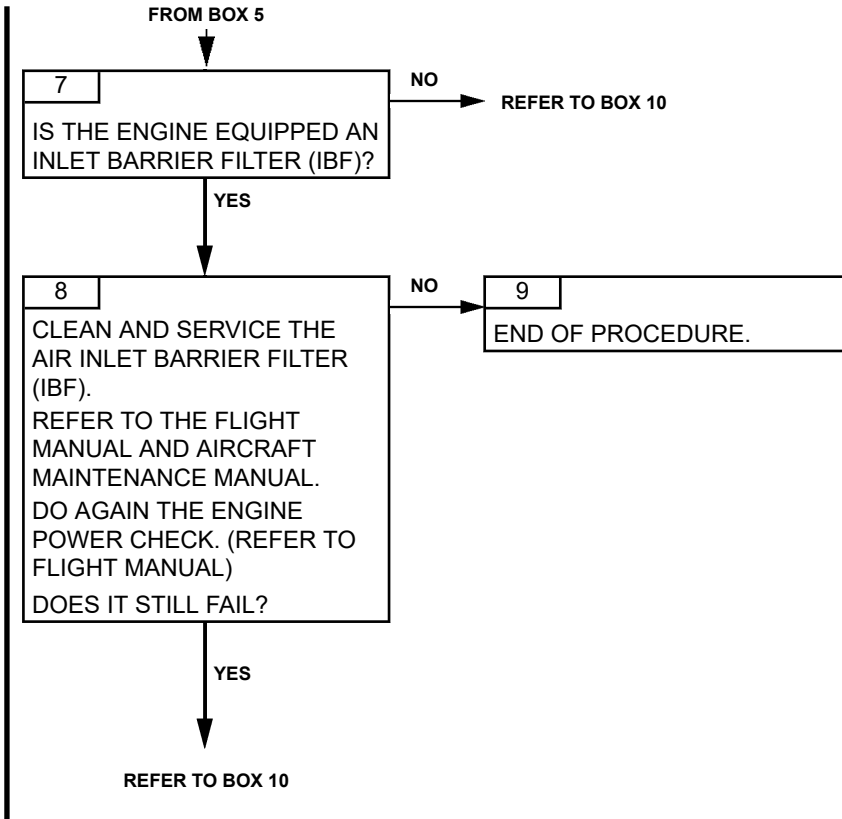 FROM BOX 5
7
NO
REFER TO BOX 10
IS THE ENGINE EQUIPPED AN
INLET BARRIER FILTER (IBF)?
YES
8
NO
9
CLEAN AND SERVICE THE
AIR INLET BARRIER FILTER
(IBF).
END OF PROCEDURE.
REFER TO THE FLIGHT
MANUAL AND AIRCRAFT
MAINTENANCE MANUAL.
DO AGAIN THE ENGINE
POWER CHECK. (REFER TO
FLIGHT MANUAL)
DOES IT STILL FAIL?
YES
REFER TO BOX 10